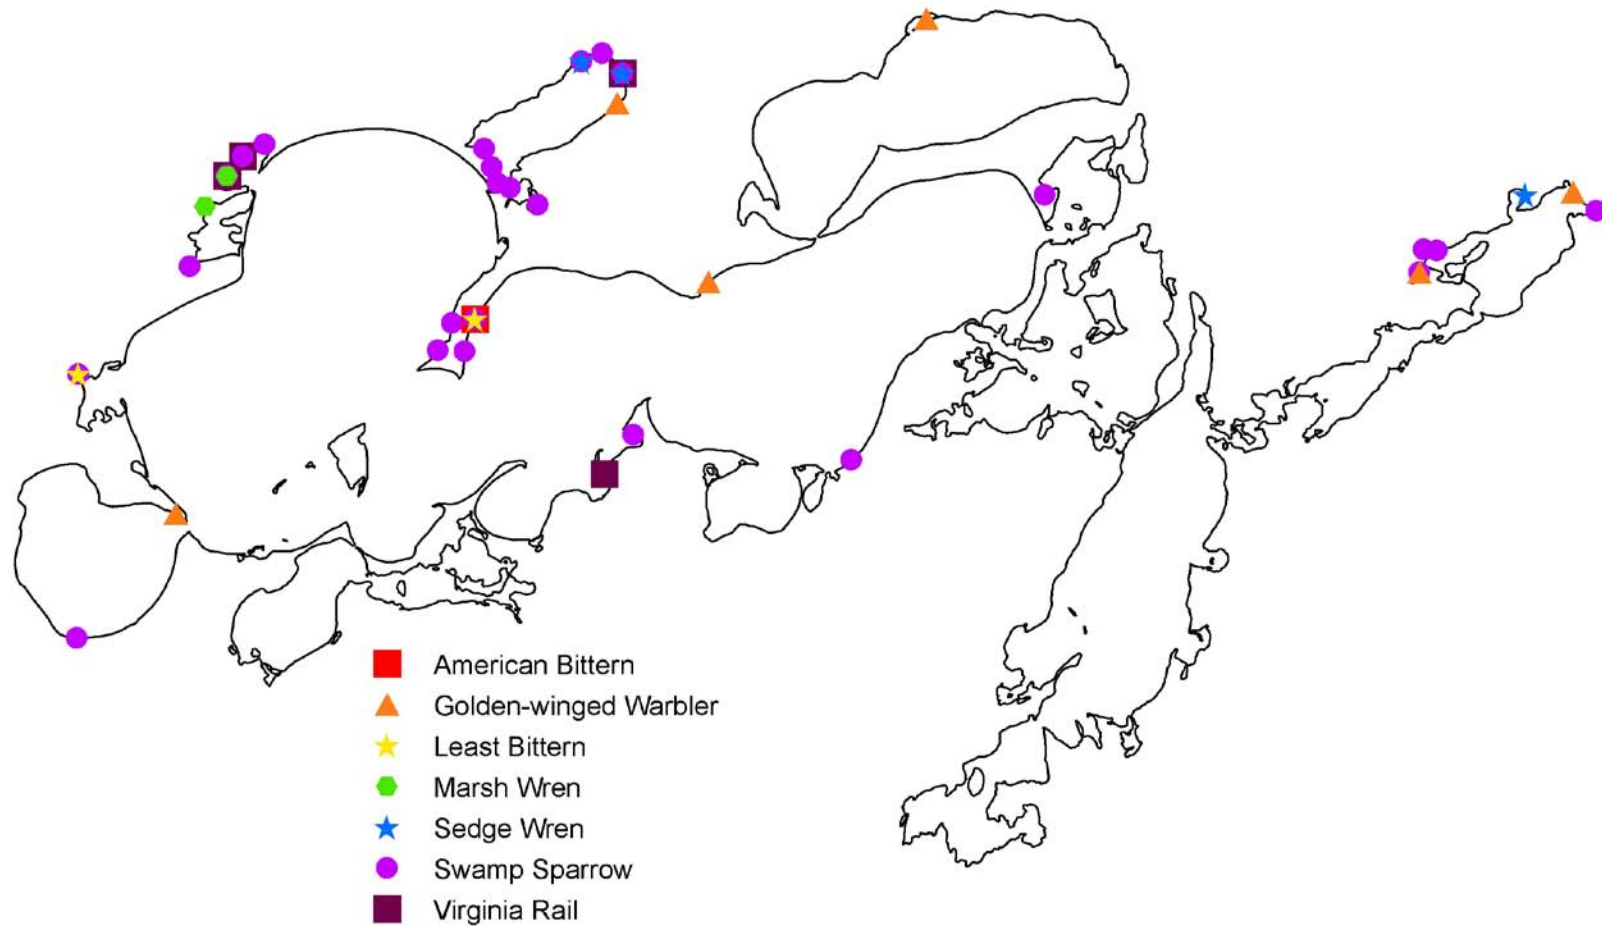 American Bittern
Golden-winged Warbler
Least Bittern
Marsh Wren
Sedge Wren
Swamp Sparrow
Virginia Rail